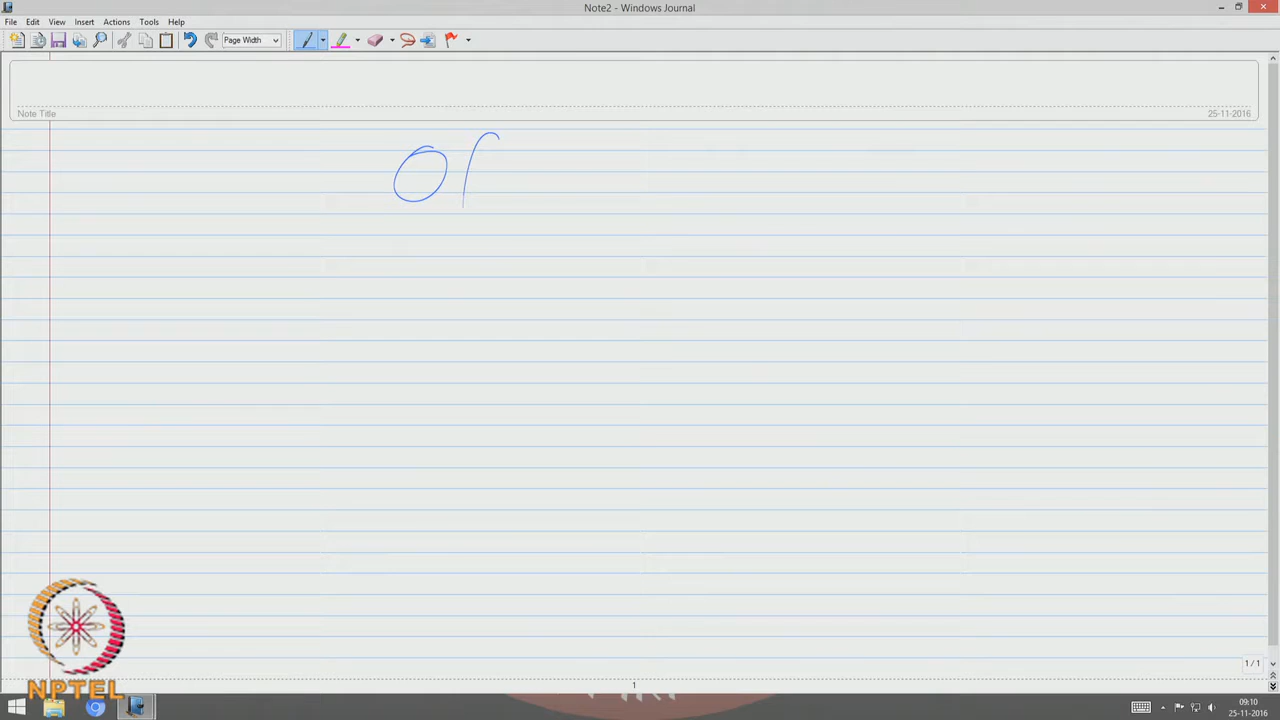 Note2 - Windows Journal
File Edit View Insert Actions Tools Help
Page Width
Note Title
25-11-2016
1 / 1
1
NPTEL
09:10
25-11-2016